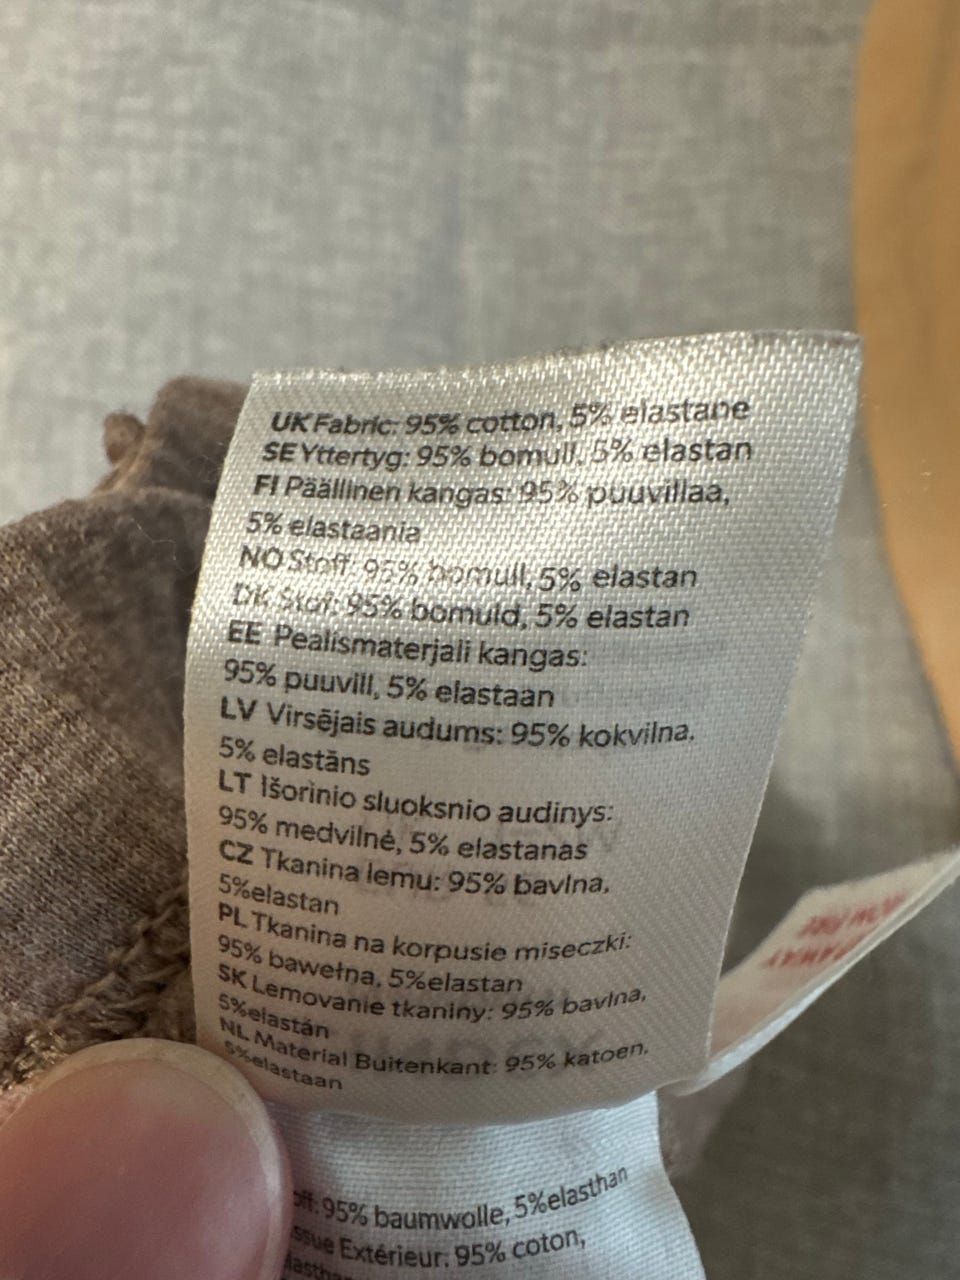 UK Fabric: 95% cotton, 5% elastane
SE Yttertyg: 95% bomull, 5% elastan
FI Päällinen kangas: 95% puuvillaa,
5% elastaania
NO Stoff: 95% bomull, 5% elastan
DK Stof: 95% bomuld, 5% elastan
EE Pealismaterjali kangas:
95% puuvill, 5% elastaan
LV Virsējais audums: 95% kokvilna,
5% elastāns
LT Išorinio sluoksnio audinys:
95% medvilnė, 5% elastanas
CZ Tkanina lemu: 95% bavlna,
5%elastan
PL Tkanina na korpusie miseczki:
95% bawełna, 5%elastan
SK Lemovanie tkaniny: 95% bavlna,
5%elastán
NL Material Buitenkant: 95% katoen,
5%elastaan
95% baumwolle, 5%elasthan
Extérieur: 95% coton,